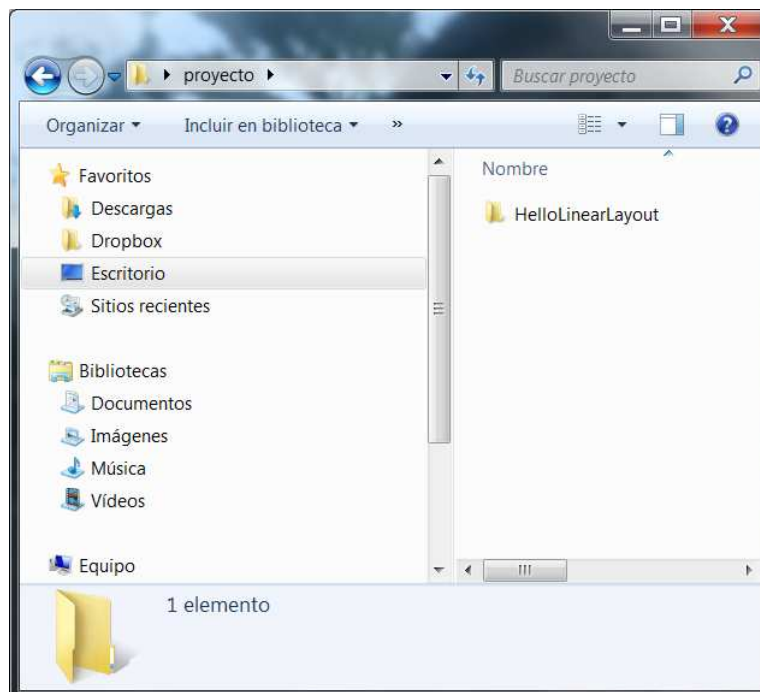 proyecto
Buscar proyecto
Organizar
Incluir en biblioteca
»
Favoritos
Descargas
Dropbox
Escritorio
Sitios recientes
Bibliotecas
Documentos
Imágenes
Música
Vídeos
Equipo
Nombre
HelloLinearLayout
1 elemento